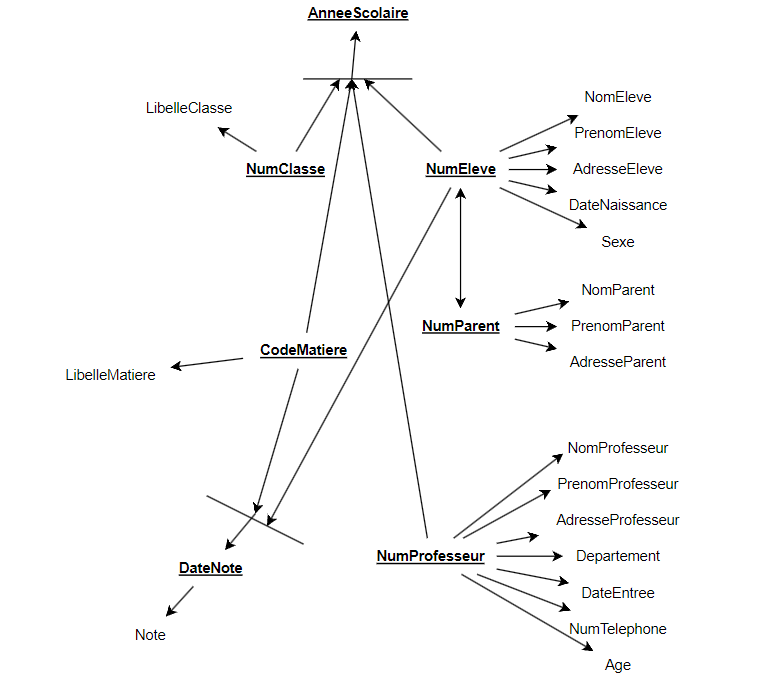 AnneeScolaire
NomEleve
LibelleClasse
PrenomEleve
NumClasse
NumEleve
AdresseEleve
DateNaissance
Sexe
NomParent
NumParent
PrenomParent
CodeMatiere
AdresseParent
LibelleMatiere
NomProfesseur
PrenomProfesseur
AdresseProfesseur
NumProfesseur
Departement
DateNote
DateEntree
NumTelephone
Note
Age